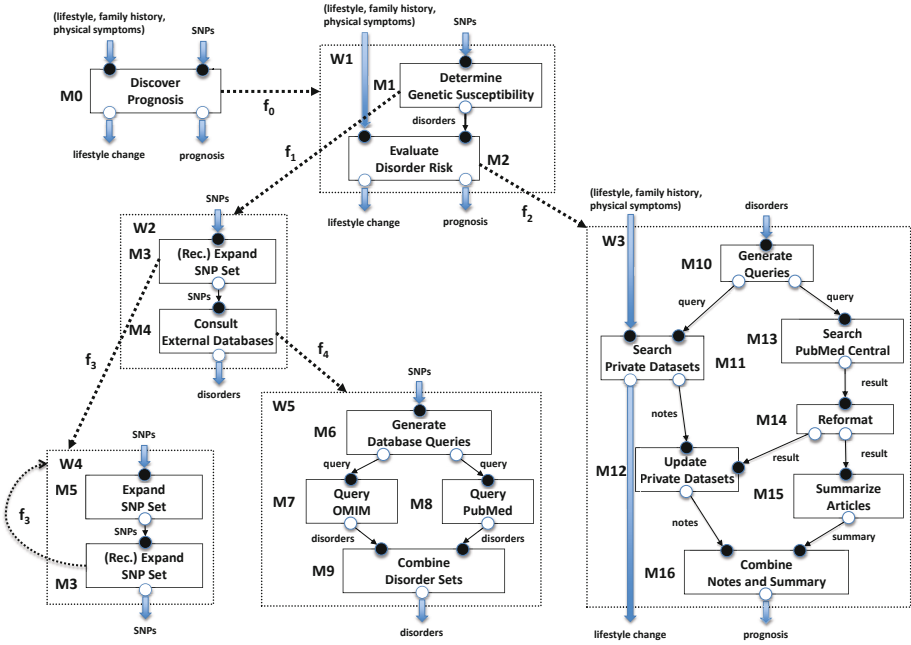 (lifestyle, family history,
physical symptoms)
SNPs
M0
Discover
Prognosis
lifestyle change
prognosis
f0
(lifestyle, family history,
physical symptoms)
SNPs
W1
M1
Determine
Genetic Susceptibility
disorders
Evaluate
Disorder Risk
M2
lifestyle change
prognosis
f1
f2
SNPs
W2
M3
(Rec.) Expand
SNP Set
SNPs
M4
Consult
External Databases
disorders
f3
f4
SNPs
W4
M5
Expand
SNP Set
SNPs
f3
(Rec.) Expand
SNP Set
M3
SNPs
SNPs
W5
M6
Generate
Database Queries
query
query
M7
Query
OMIM
M8
Query
PubMed
disorders
disorders
M9
Combine
Disorder Sets
disorders
(lifestyle, family history,
physical symptoms)
disorders
W3
M10
Generate
Queries
query
query
Search
Private Datasets
M11
M13
Search
PubMed Central
result
notes
M14
Reformat
result
result
M12
Update
Private Datasets
M15
Summarize
Articles
notes
summary
M16
Combine
Notes and Summary
lifestyle change
prognosis